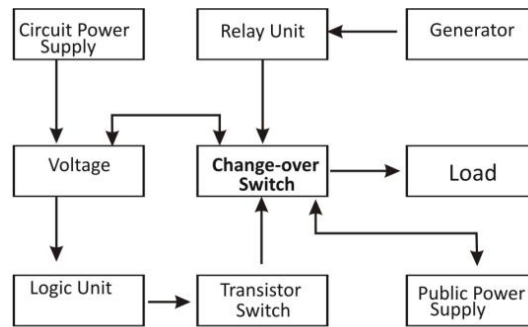 Circuit Power
Supply
Relay Unit
Generator
Voltage
Change-over
Switch
Load
Logic Unit
Transistor
Switch
Public Power
Supply